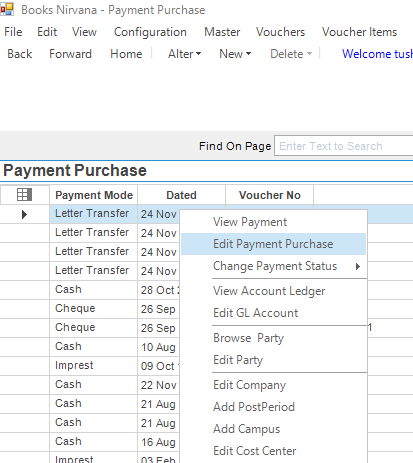 Books Nirvana - Payment Purchase
File Edit View Configuration Master Vouchers Voucher Items
Back Forward Home Alter New Delete Welcome tush
Find On Page Enter Text to Search
Payment Purchase
Payment Mode Dated Voucher No
Letter Transfer 24 Nov
View Payment
Letter Transfer 24 Nov
Edit Payment Purchase
Letter Transfer 24 Nov
Change Payment Status
Letter Transfer 24 Nov
Cash 28 Oct
View Account Ledger
Cheque 26 Sep
Edit GL Account
Cheque 26 Sep 1
Browse Party
Cash 10 Aug
Edit Party
Imprest 09 Oct
Cash 22 Nov
Edit Company
Cash 21 Aug
Add PostPeriod
Cash 21 Aug
Add Campus
Cash 16 Aug
Edit Cost Center
Imprest 03 Feb